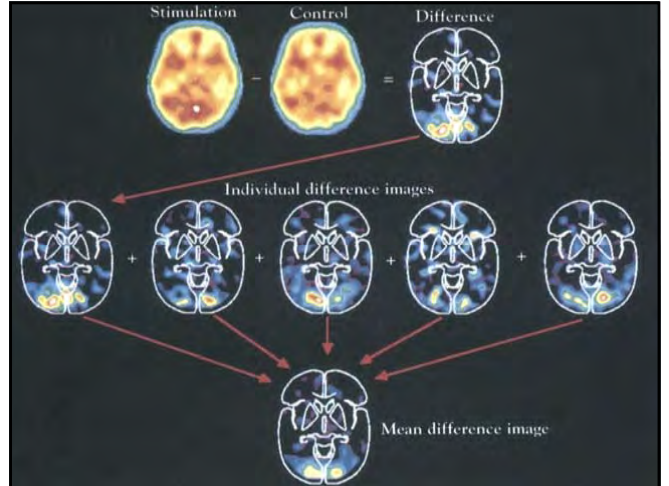 Stimulation Control Difference
− =
Individual difference images
+ + + +
Mean difference image